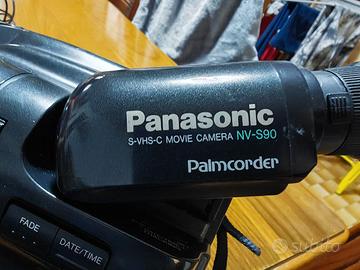 Panasonic
S-VHS-C MOVIE CAMERA NV-S90
Palmcorder
FADE
DATE/TIME
subito